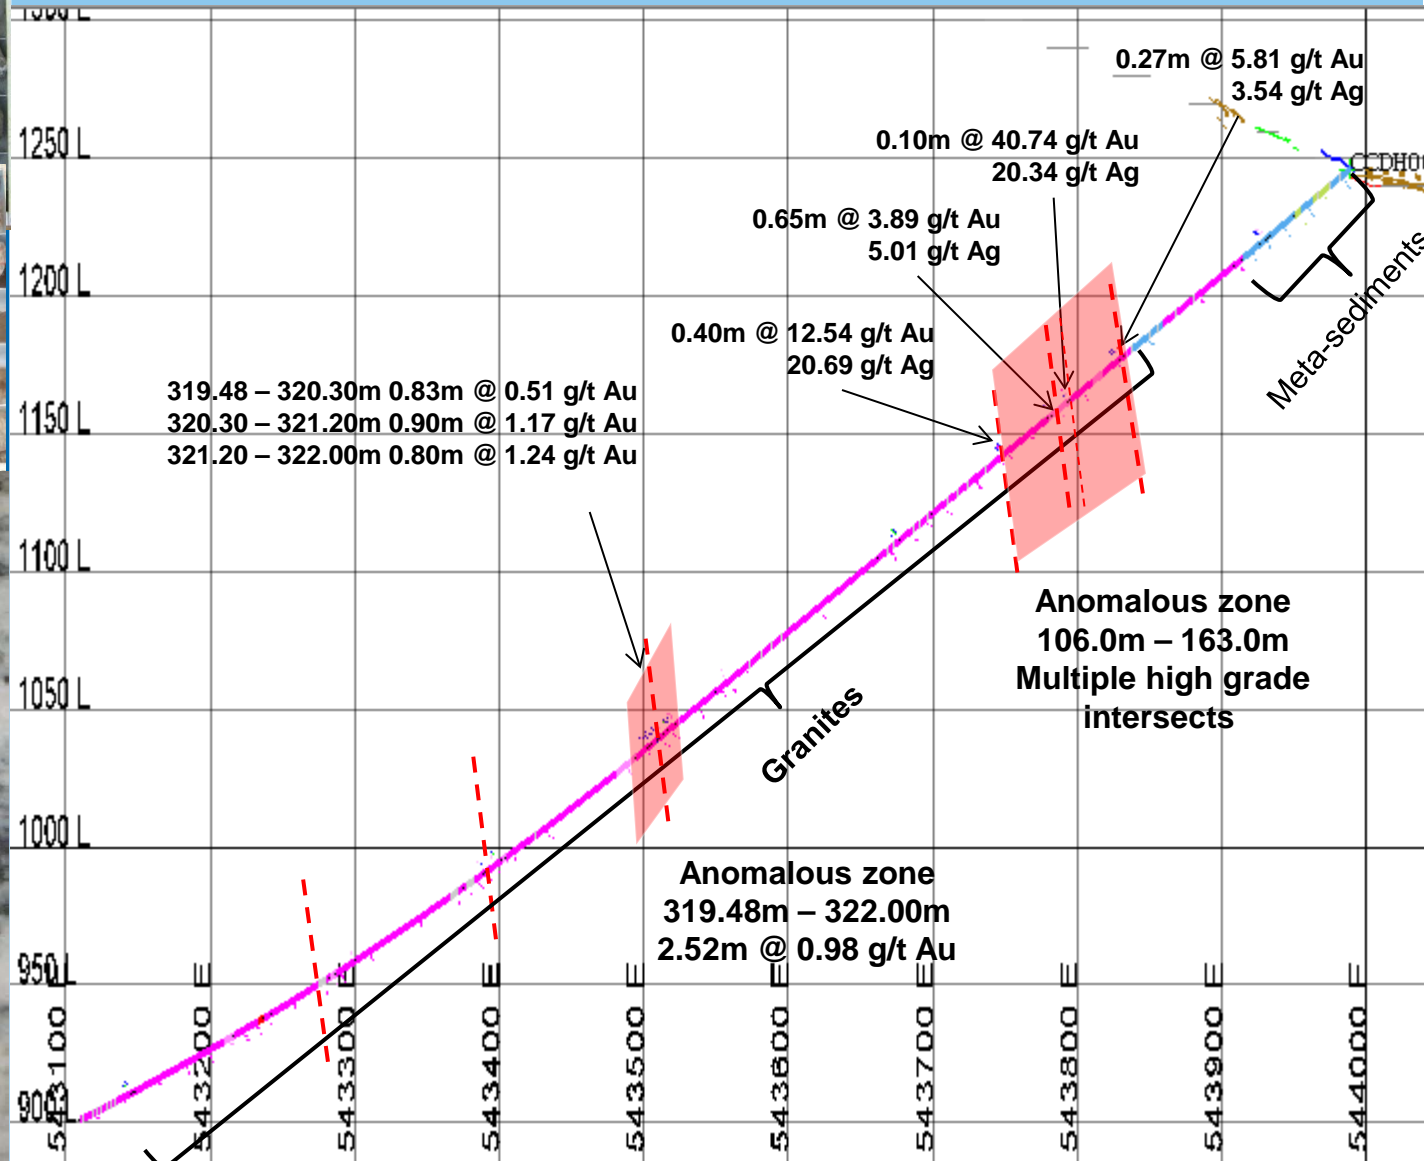 1300 L
0.27m @ 5.81 g/t Au
3.54 g/t Ag
0.10m @ 40.74 g/t Au
20.34 g/t Ag
1250 L
0.65m @ 3.89 g/t Au
5.01 g/t Ag
1200 L
Meta-sediments
0.40m @ 12.54 g/t Au
20.69 g/t Ag
319.48 – 320.30m 0.83m @ 0.51 g/t Au
320.30 – 321.20m 0.90m @ 1.17 g/t Au
321.20 – 322.00m 0.80m @ 1.24 g/t Au
1150 L
1100 L
Anomalous zone
106.0m – 163.0m
Multiple high grade
intersects
1050 L
Granites
1000 L
Anomalous zone
319.48m – 322.00m
2.52m @ 0.98 g/t Au
950 L
900 L
543100
543200 E
543300 E
543400 E
543500 E
543600 E
543700 E
543800 E
543900 E
544000 E